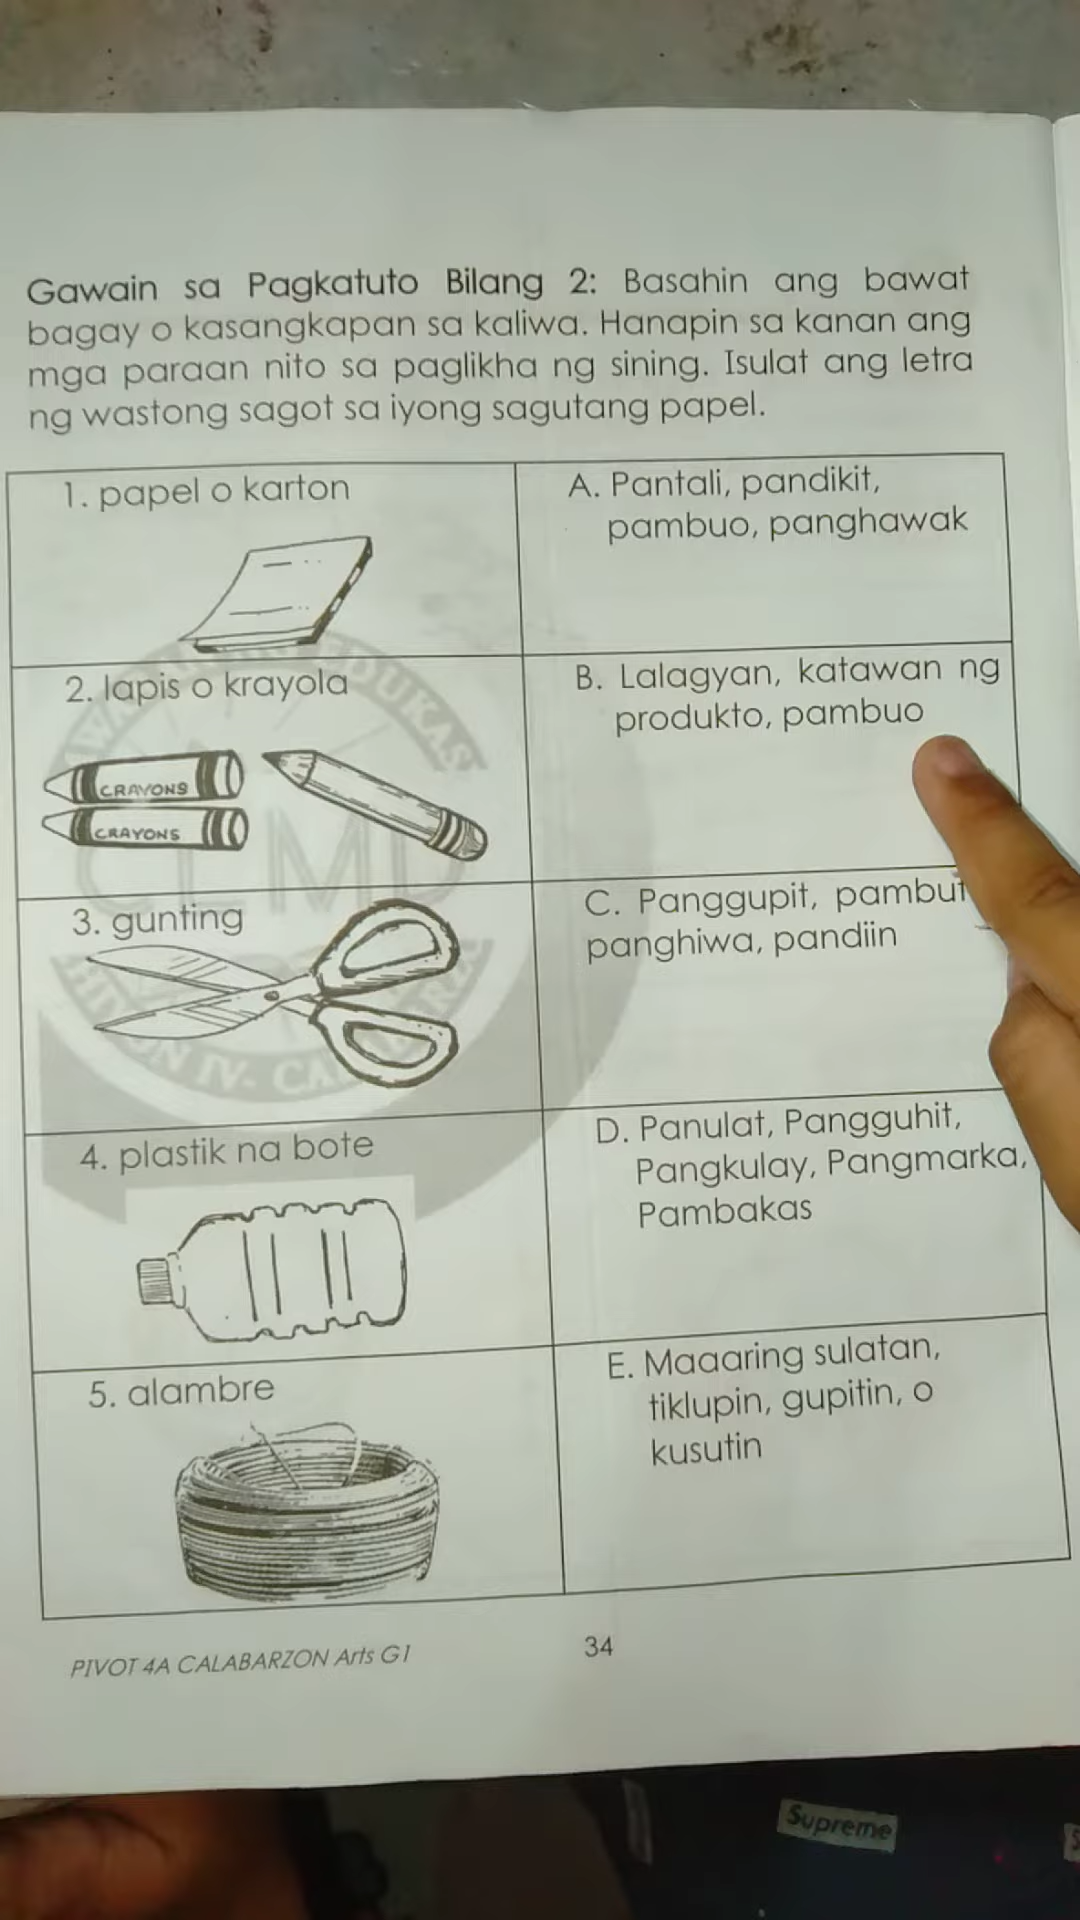 Gawain sa Pagkatuto Bilang 2: Basahin ang bawat
bagay o kasangkapan sa kaliwa. Hanapin sa kanan ang
mga paraan nito sa paglikha ng sining. Isulat ang letra
ng wastong sagot sa iyong sagutang papel.
1. papel o karton
A. Pantali, pandikit,
pambuo, panghawak
2. lapis o krayola
B. Lalagyan, katawan ng
produkto, pambuo
CRAYONS
CRAYONS
3. gunting
C. Panggupit,
panghiwa, pandiin
4. plastik na bote
D. Panulat, Pangguhit,
Pangkulay, Pangmarka,
Pambakas
5. alambre
E. Maaaring sulatan,
tiklupin, gupitin, o
kusutin
PIVOT 4A CALABARZON Arts G1
34
Supreme